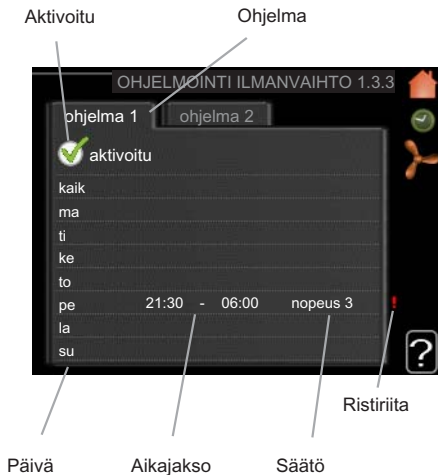 Aktivoitu Ohjelma
OHJELMOINTI ILMANVAIHTO 1.3.3
ohjelma 1 ohjelma 2
aktivoitu
kaik
ma
ti
ke
to
pe 21:30 - 06:00 nopeus 3 !
la
su
?
Ristiriita
Päivä Aikajakso Säätö